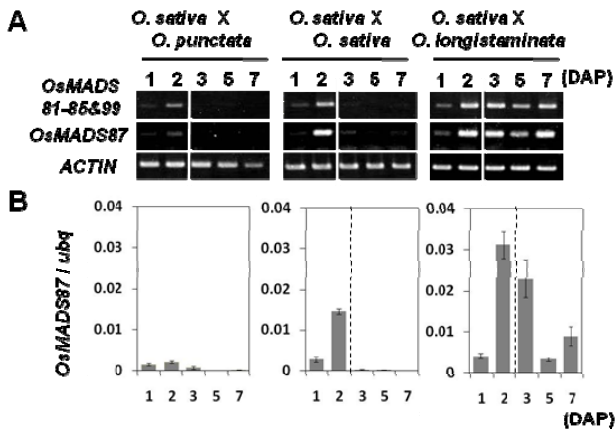 A
O. sativa X O. punctata
O. sativa X O. sativa
O. sativa X O. longistaminata
1 2 3 5 7
1 2 3 5 7
1 2 3 5 7 (DAP)
OsMADS 81-85&99
OsMADS87
ACTIN
B
OsMADS87 / ubq
0.04
0.03
0.02
0.01
0
1 2 3 5 7
0.04
0.03
0.02
0.01
0
1 2 3 5 7
0.04
0.03
0.02
0.01
0
1 2 3 5 7
(DAP)